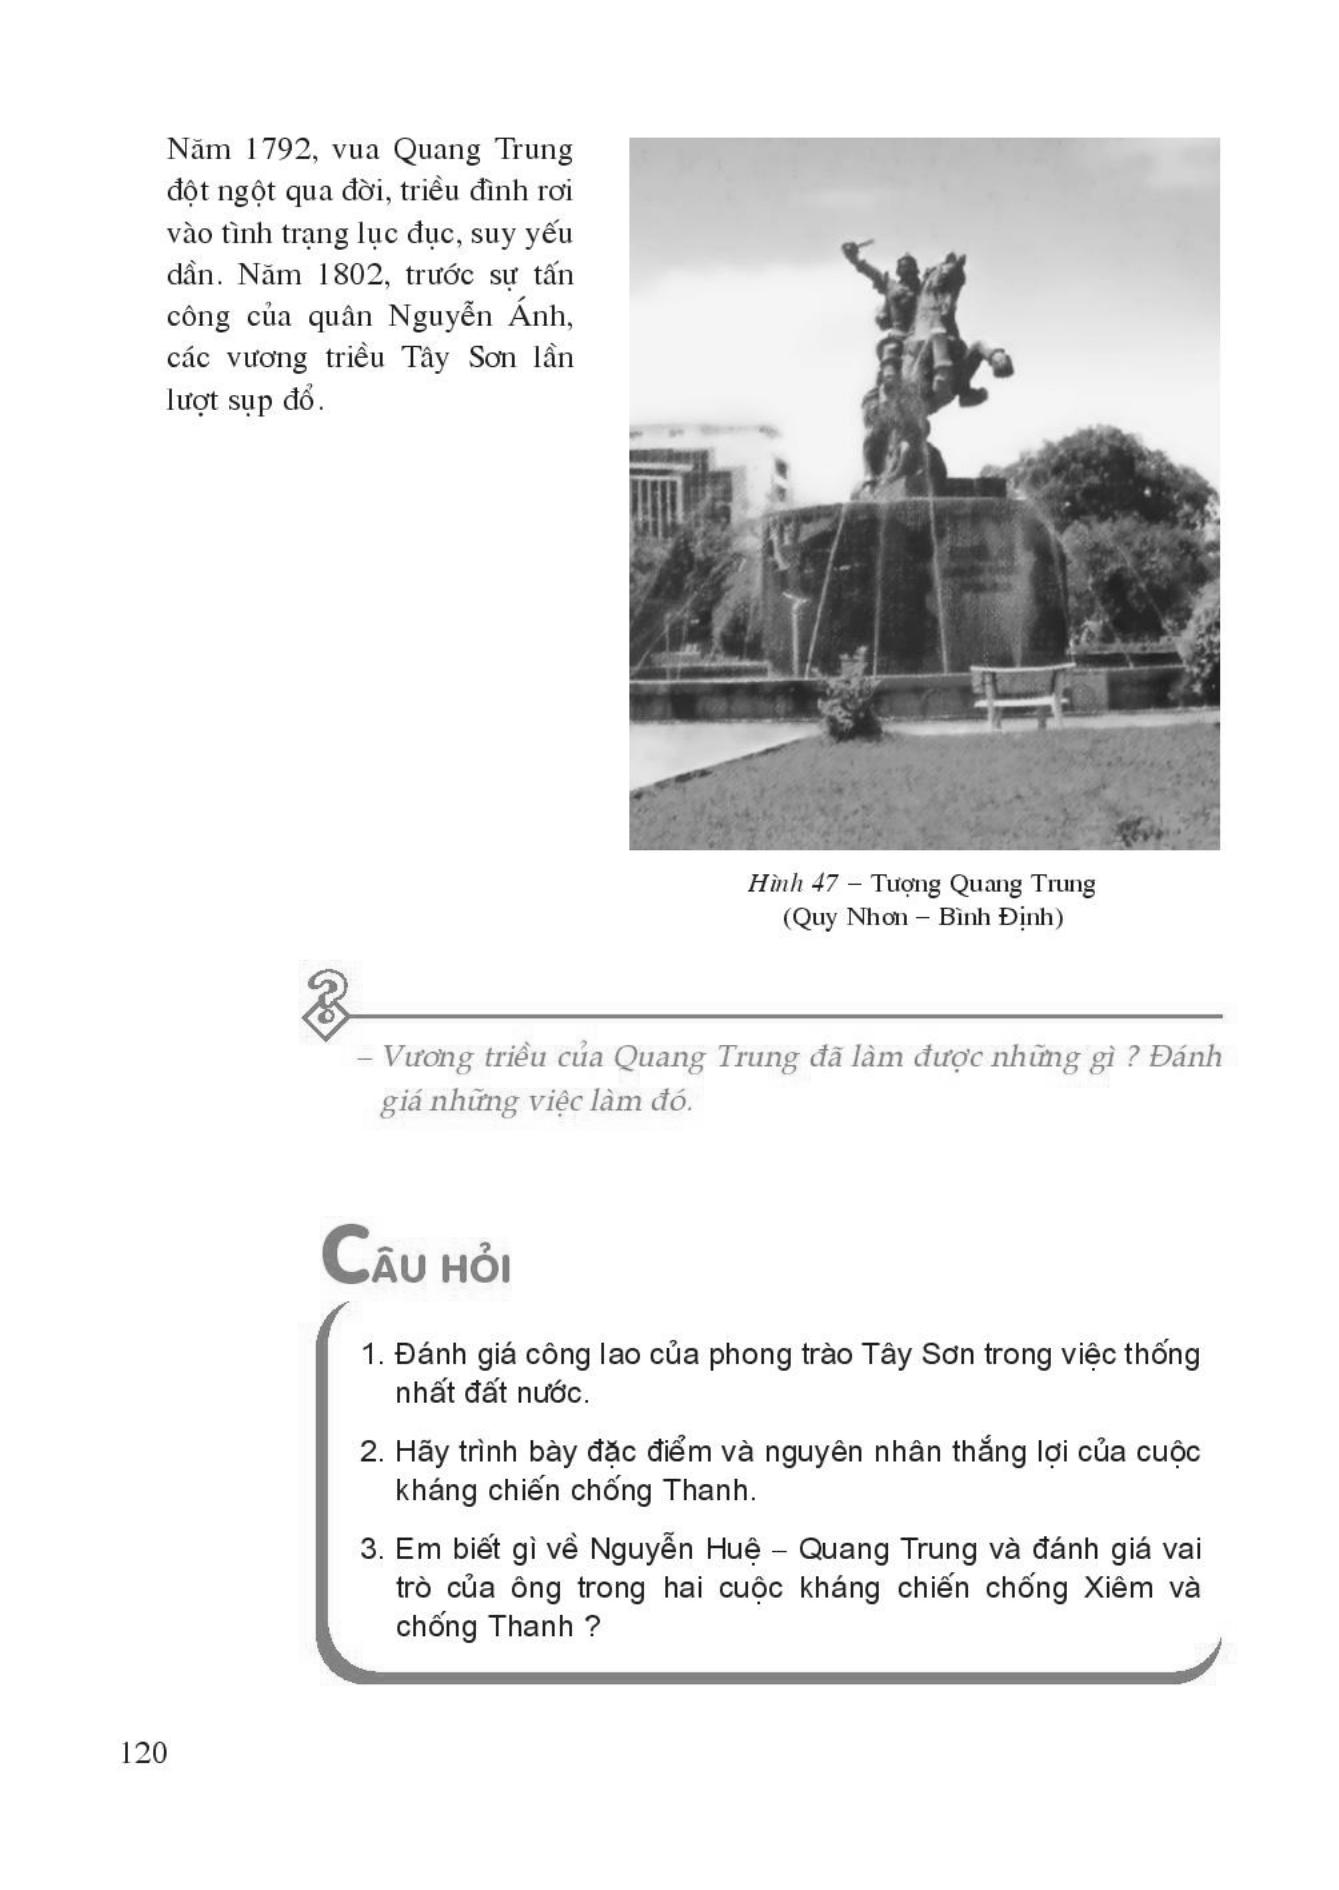 Năm 1792, vua Quang Trung
đột ngột qua đời, triều đình rơi
vào tình trạng lục đục, suy yếu
dần. Năm 1802, trước sự tấn
công của quân Nguyễn Ánh,
các vương triều Tây Sơn lần
lượt sụp đổ.
Hình 47 – Tượng Quang Trung
(Quy Nhơn – Bình Định)
– Vương triều của Quang Trung đã làm được những gì ? Đánh
giá những việc làm đó.
CÂU HỎI
1. Đánh giá công lao của phong trào Tây Sơn trong việc thống
nhất đất nước.
2. Hãy trình bày đặc điểm và nguyên nhân thắng lợi của cuộc
kháng chiến chống Thanh.
3. Em biết gì về Nguyễn Huệ – Quang Trung và đánh giá vai
trò của ông trong hai cuộc kháng chiến chống Xiêm và
chống Thanh ?
120